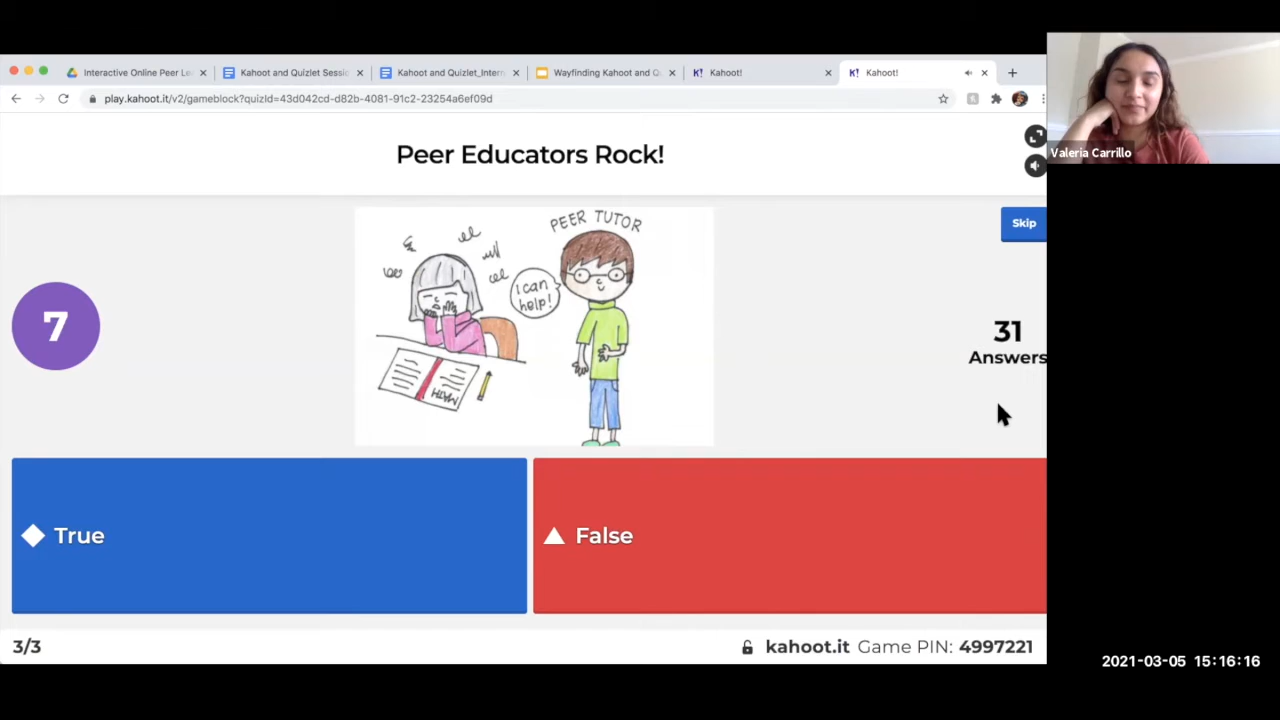 Interactive Online Peer Le
Kahoot and Quizlet Sessic
Kahoot and Quizlet_Intern
Wayfinding Kahoot and Q
K! Kahoot!
K! Kahoot!
play.kahoot.it/v2/gameblock?quizId=43d042cd-d82b-4081-91c2-23254a6ef09d
Valeria Carrillo
Peer Educators Rock!
Skip
PEER TUTOR
I can help!
MATH
7
31
Answers
True
False
3/3
kahoot.it Game PIN: 4997221
2021-03-05 15:16:16